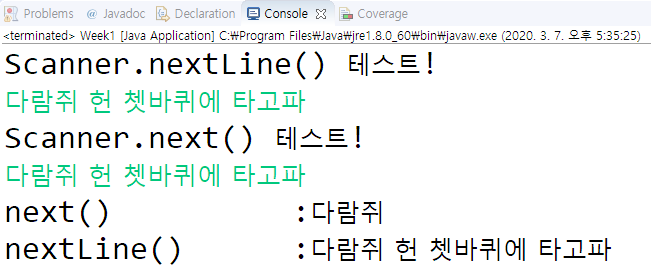 Problems @ Javadoc Declaration Console Coverage
<terminated> Week1 [Java Application] C:₩Program Files₩Java₩jre1.8.0_60₩bin₩javaw.exe (2020. 3. 7. 오후 5:35:25)
Scanner.nextLine() 테스트!
다람쥐 헌 쳇바퀴에 타고파
Scanner.next() 테스트!
다람쥐 헌 쳇바퀴에 타고파
next() :다람쥐
nextLine() :다람쥐 헌 쳇바퀴에 타고파